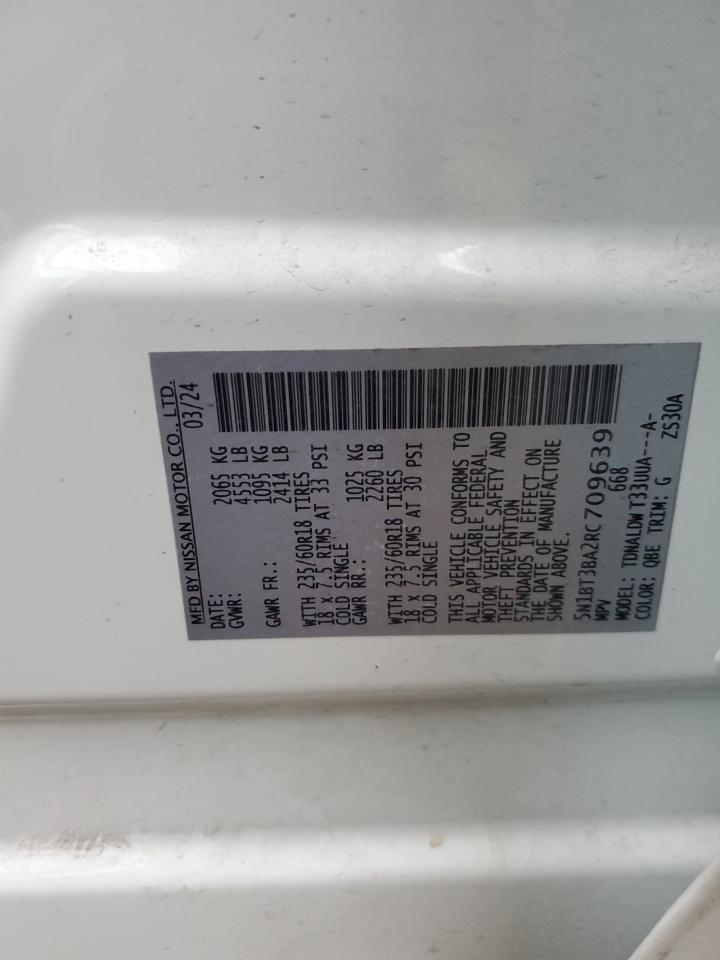 MFD BY NISSAN MOTOR CO., LTD.
DATE: 03/24
GVWR: 2065 KG
4553 LB
GAWR FR.: 1095 KG
2414 LB
WITH 235/60R18 TIRES
18 x 7.5 RIMS AT 33 PSI
COLD SINGLE
GAWR RR.: 1025 KG
2260 LB
WITH 235/60R18 TIRES
18 x 7.5 RIMS AT 30 PSI
COLD SINGLE
THIS VEHICLE CONFORMS TO
ALL APPLICABLE FEDERAL
MOTOR VEHICLE SAFETY AND
THEFT PREVENTION
STANDARDS IN EFFECT ON
THE DATE OF MANUFACTURE
SHOWN ABOVE.
5N1BT3BA2RC709639
MPV 668
MODEL: TDNALDW T33UUA---A-
COLOR: QBE TRIM: G ZS30A